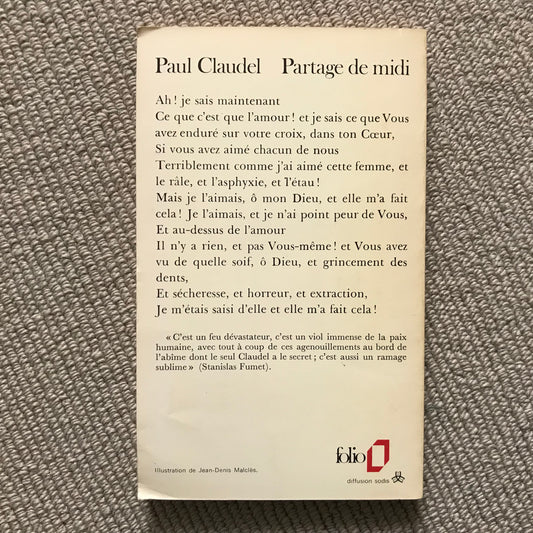 Paul Claudel Partage de midi
Ah ! je sais maintenant
Ce que c'est que l'amour ! et je sais ce que Vous
avez enduré sur votre croix, dans ton Cœur,
Si vous avez aimé chacun de nous
Terriblement comme j'ai aimé cette femme, et
le râle, et l'asphyxie, et l'étau !
Mais je l'aimais, ô mon Dieu, et elle m'a fait
cela ! Je l'aimais, et je n'ai point peur de Vous,
Et au-dessus de l'amour
Il n'y a rien, et pas Vous-même ! et Vous avez
vu de quelle soif, ô Dieu, et grincement des
dents,
Et sécheresse, et horreur, et extraction,
Je m'étais saisi d'elle et elle m'a fait cela !
« C'est un feu dévastateur, c'est un viol immense de la paix
humaine, avec tout à coup de ces agenouillements au bord de
l'abîme dont le seul Claudel a le secret ; c'est aussi un ramage
sublime » (Stanislas Fumet).
folio
Illustration de Jean-Denis Malclès.
diffusion sodis